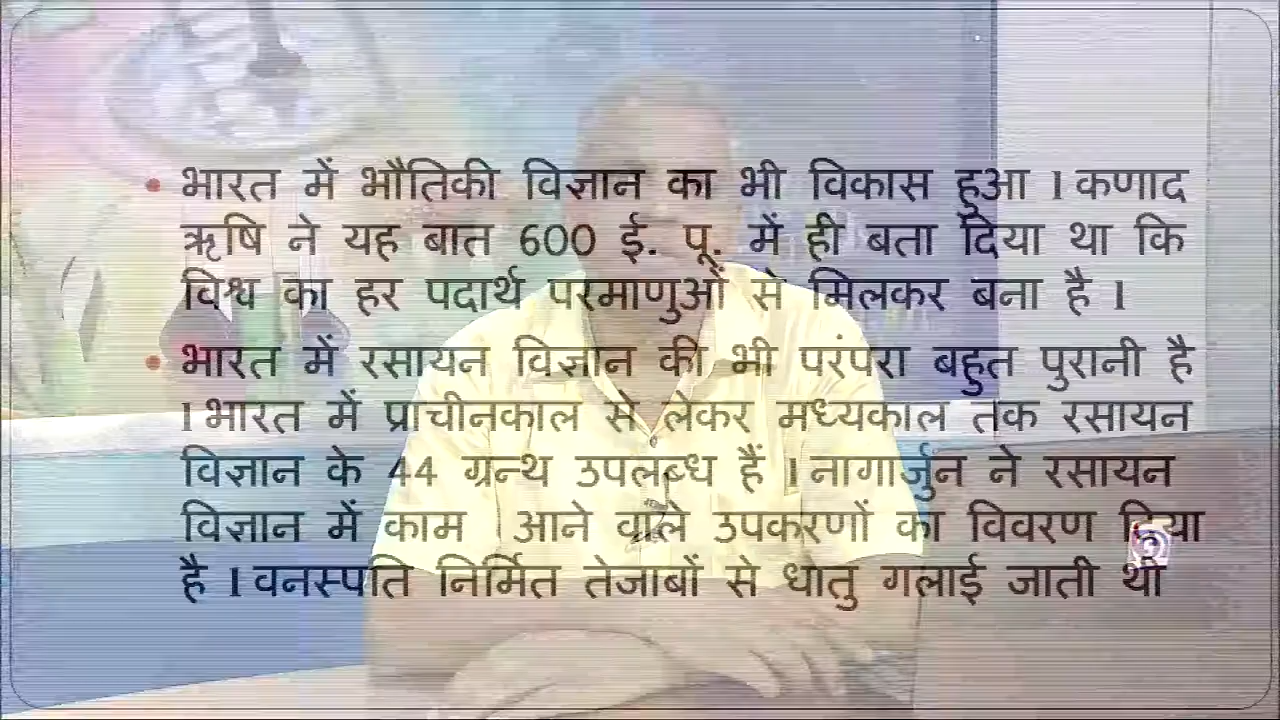 • भारत में भौतिकी विज्ञान का भी विकास हुआ I कणाद
ऋषि ने यह बात 600 ई. पू. में ही बता दिया था कि
विश्व का हर पदार्थ परमाणुओं से मिलकर बना है I
• भारत में रसायन विज्ञान की भी परंपरा बहुत पुरानी है
I भारत में प्राचीनकाल से लेकर मध्यकाल तक रसायन
विज्ञान के 44 ग्रन्थ उपलब्ध हैं I नागार्जुन ने रसायन
विज्ञान में काम आने वाले उपकरणों का विवरण दिया
है I वनस्पति निर्मित तेजाबों से धातु गलाई जाती थी